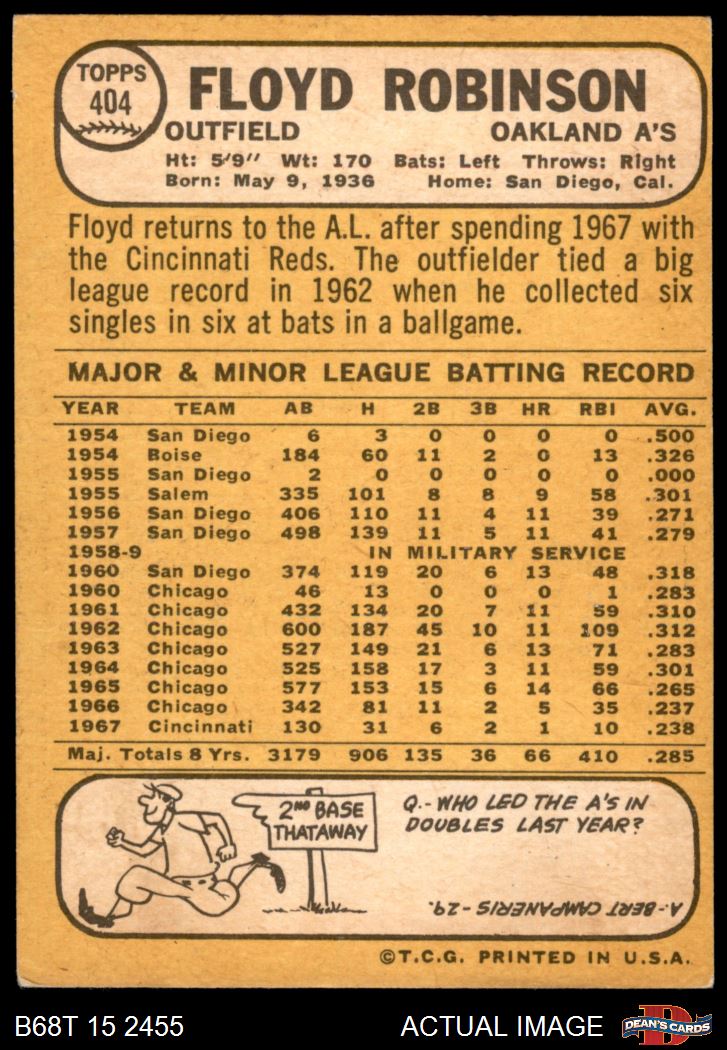 TOPPS
404
FLOYD ROBINSON
OUTFIELD OAKLAND A'S
Ht: 5'9" Wt: 170 Bats: Left Throws: Right
Born: May 9, 1936 Home: San Diego, Cal.
Floyd returns to the A.L. after spending 1967 with
the Cincinnati Reds. The outfielder tied a big
league record in 1962 when he collected six
singles in six at bats in a ballgame.
MAJOR & MINOR LEAGUE BATTING RECORD
YEAR TEAM AB H 2B 3B HR RBI AVG.
1954 San Diego 6 3 0 0 0 0 .500
1954 Boise 184 60 11 2 0 13 .326
1955 San Diego 2 0 0 0 0 0 .000
1955 Salem 335 101 8 8 9 58 .301
1956 San Diego 406 110 11 4 11 39 .271
1957 San Diego 498 139 11 5 11 41 .279
1958-9 IN MILITARY SERVICE
1960 San Diego 374 119 20 6 13 48 .318
1960 Chicago 46 13 0 0 0 1 .283
1961 Chicago 432 134 20 7 11 59 .310
1962 Chicago 600 187 45 10 11 109 .312
1963 Chicago 527 149 21 6 13 71 .283
1964 Chicago 525 158 17 3 11 59 .301
1965 Chicago 577 153 15 6 14 66 .265
1966 Chicago 342 81 11 2 5 35 .237
1967 Cincinnati 130 31 6 2 1 10 .238
Maj. Totals 8 Yrs. 3179 906 135 36 66 410 .285
2ND BASE
THATAWAY
Q.-WHO LED THE A'S IN
DOUBLES LAST YEAR?
A.-BERT CAMPANERIS-29.
©T.C.G. PRINTED IN U.S.A.
B68T 15 2455 ACTUAL IMAGE
D
DEAN'S CARDS